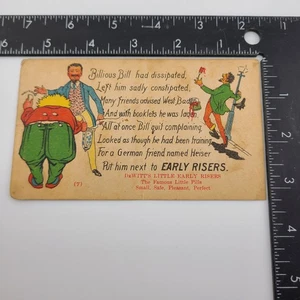 Billious Bill had dissipated,
Left him sadly constipated,
Many friends advised West Baden
And with booklets he was laden.
All at once Bill quit complaining,
Looked as though he had been training
For a German friend named Heiser
Put him next to EARLY RISERS.
DeWITT'S LITTLE EARLY RISERS
The Famous Little Pills
Small, Safe, Pleasant, Perfect